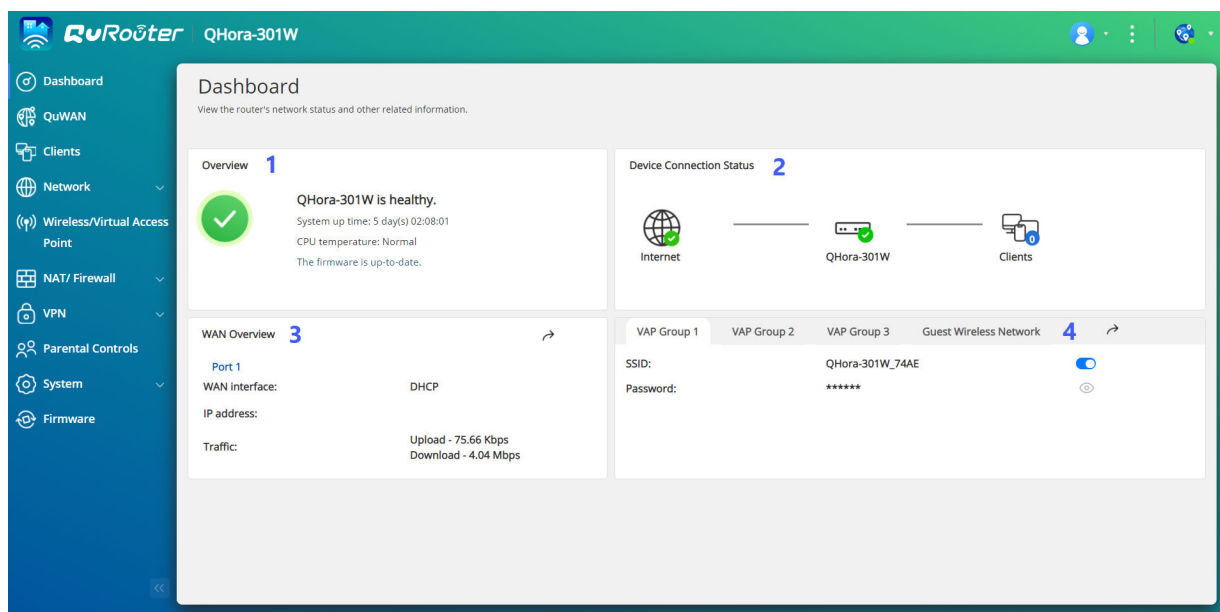 QuRoöter QHora-301W
Dashboard
QuWAN
Clients
Network
Wireless/Virtual Access
Point
NAT/ Firewall
VPN
Parental Controls
System
Firmware
Dashboard
View the router's network status and other related information.
Overview 1
QHora-301W is healthy.
System up time: 5 day(s) 02:08:01
CPU temperature: Normal
The firmware is up-to-date.
Device Connection Status 2
Internet
QHora-301W
0
Clients
WAN Overview 3
Port 1
WAN interface: DHCP
IP address:
Traffic: Upload - 75.66 Kbps
Download - 4.04 Mbps
VAP Group 1 VAP Group 2 VAP Group 3 Guest Wireless Network 4
SSID: QHora-301W_74AE
Password: ******